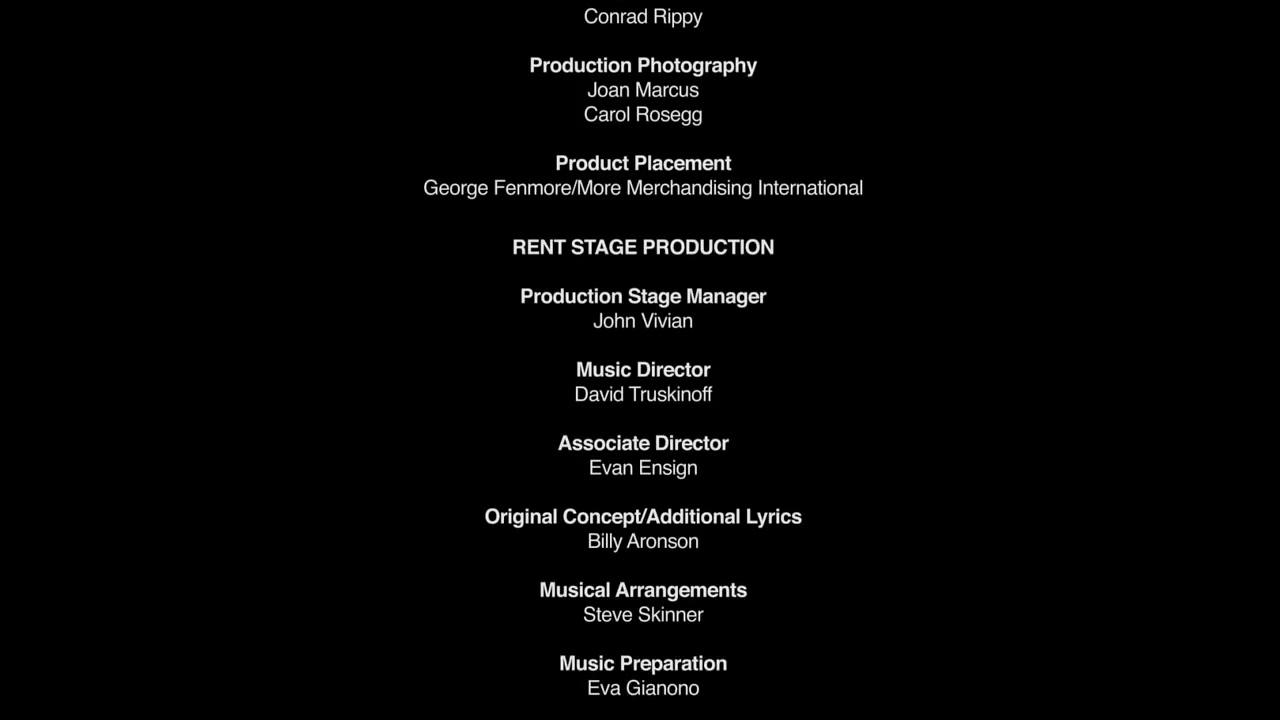 Conrad Rippy
Production Photography
Joan Marcus
Carol Rosegg
Product Placement
George Fenmore/More Merchandising International
RENT STAGE PRODUCTION
Production Stage Manager
John Vivian
Music Director
David Truskinoff
Associate Director
Evan Ensign
Original Concept/Additional Lyrics
Billy Aronson
Musical Arrangements
Steve Skinner
Music Preparation
Eva Gianono